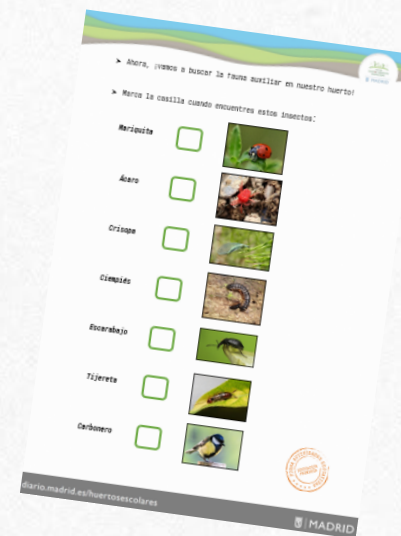 ➤ Ahora, ¡vamos a buscar la fauna auxiliar en nuestro huerto!
➤ Marca la casilla cuando encuentres estos insectos:
Mariquita
Ácaro
Crisopa
Ciempiés
Escarabajo
Tijereta
Carbonero
diario.madrid.es/huertosescolares
MADRID